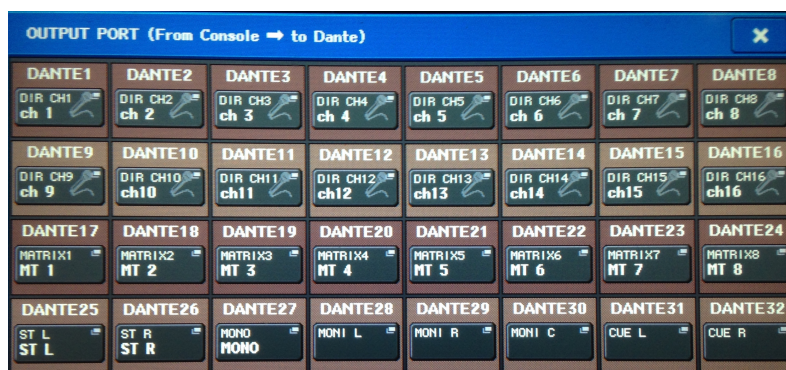 OUTPUT PORT (From Console ➡ to Dante)
DANTE1 DANTE2 DANTE3 DANTE4 DANTE5 DANTE6 DANTE7 DANTE8
DIR CH1 DIR CH2 DIR CH3 DIR CH4 DIR CH5 DIR CH6 DIR CH7 DIR CH8
ch 1 ch 2 ch 3 ch 4 ch 5 ch 6 ch 7 ch 8
DANTE9 DANTE10 DANTE11 DANTE12 DANTE13 DANTE14 DANTE15 DANTE16
DIR CH9 DIR CH10 DIR CH11 DIR CH12 DIR CH13 DIR CH14 DIR CH15 DIR CH16
ch 9 ch10 ch11 ch12 ch13 ch14 ch15 ch16
DANTE17 DANTE18 DANTE19 DANTE20 DANTE21 DANTE22 DANTE23 DANTE24
MATRIX1 MATRIX2 MATRIX3 MATRIX4 MATRIX5 MATRIX6 MATRIX7 MATRIX8
MT 1 MT 2 MT 3 MT 4 MT 5 MT 6 MT 7 MT 8
DANTE25 DANTE26 DANTE27 DANTE28 DANTE29 DANTE30 DANTE31 DANTE32
ST L ST R MONO MONI L MONI R MONI C CUE L CUE R
ST L ST R MONO